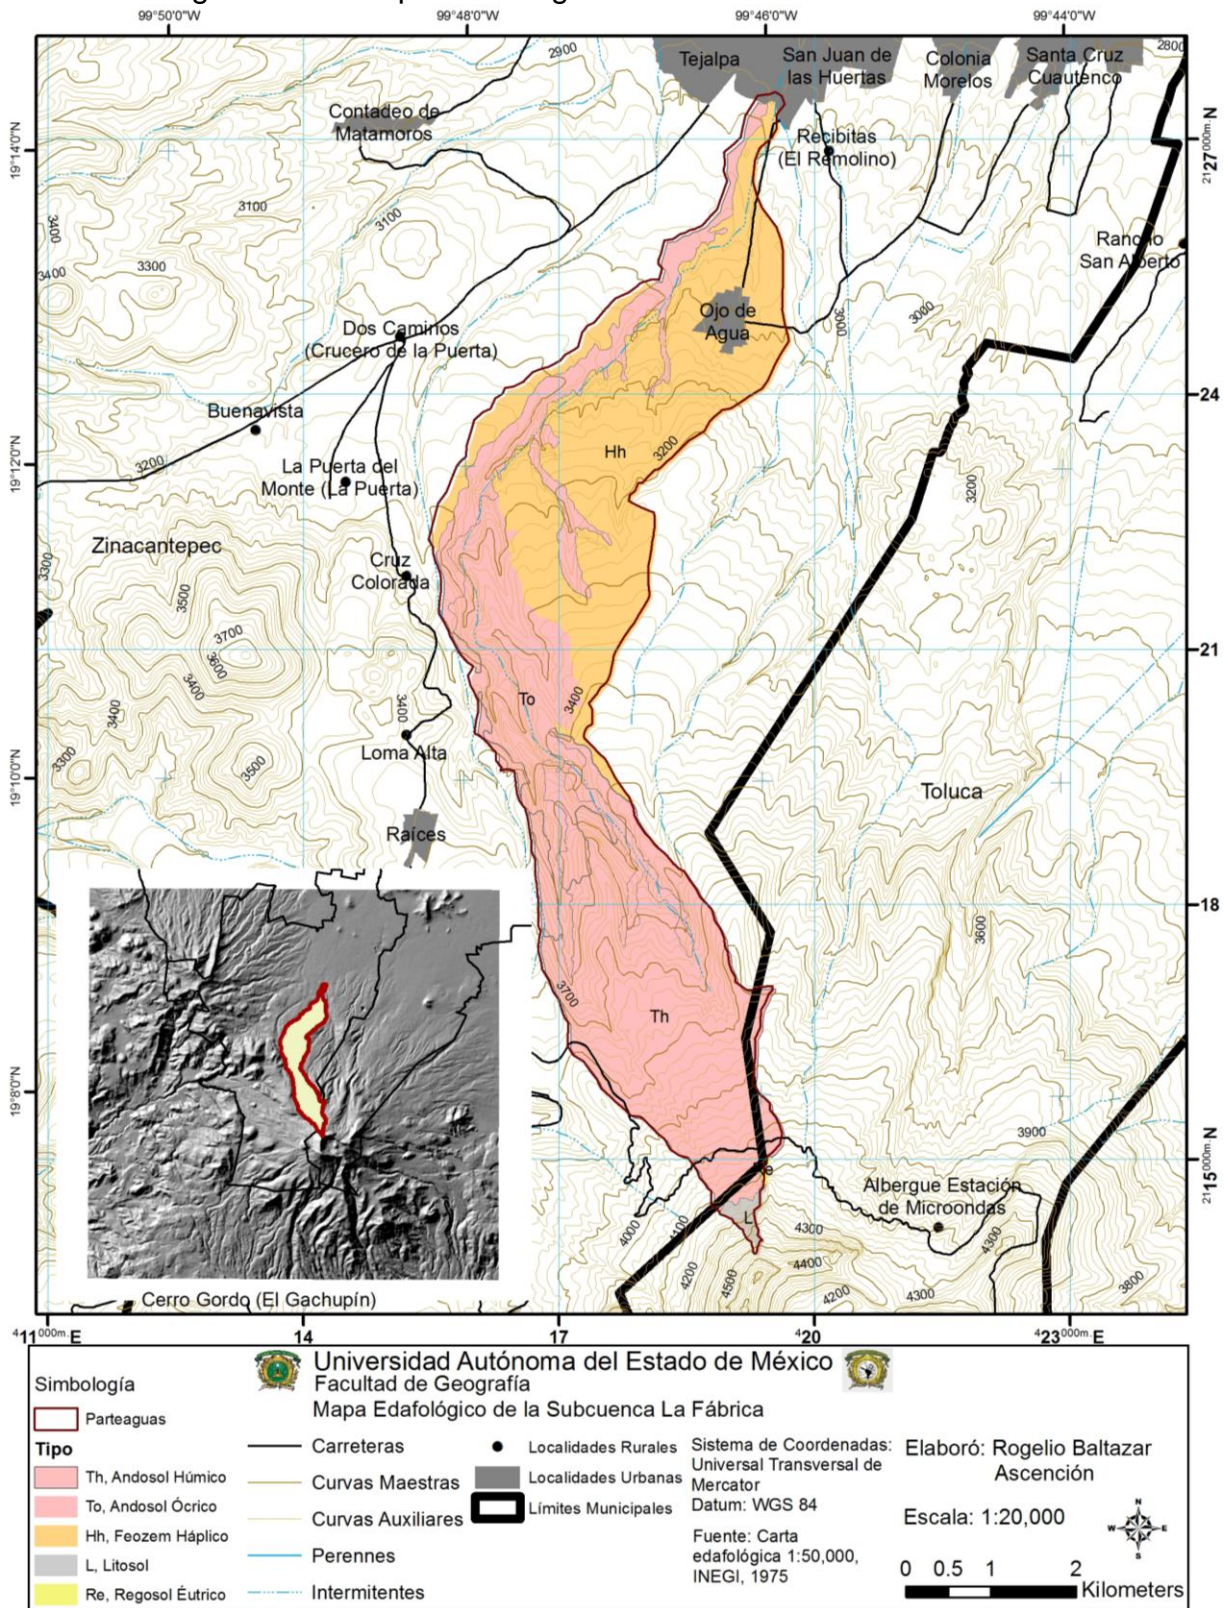 99°50'0"W
99°48'0"W
99°46'0"W
99°44'0"W
2900
Tejalpa
San Juan de
las Huertas
Colonia
Morelos
Santa Cruz
Cuautenco
2800
Contadeo de
Matamoros
Recibitas
(El Remolino)
19°14'0"N
2127000m. N
3100
3400
3100
3300
3400
Rancho
San Alberto
Ojo de
Agua
3000
3000
Dos Caminos
(Crucero de la Puerta)
24
Buenavista
3200
Hh
3200
La Puerta del
Monte (La Puerta)
19°12'0"N
3200
Zinacantepec
3300
Cruz
Colorada
3500
3700
3600
3400
21
To
3400
3400
3400
Loma Alta
3300
3500
19°10'0"N
Toluca
Raíces
18
3600
3700
Th
19°8'0"N
3900
2115000m. N
Albergue Estación
de Microondas
L
4000
4100
4300
4300
4400
4200
4500
4200
4300
3800
Cerro Gordo (El Gachupín)
411000m. E
14
17
20
423000m. E
Universidad Autónoma del Estado de México
Facultad de Geografía
Mapa Edafológico de la Subcuenca La Fábrica
Simbología
Parteaguas
Tipo
Th, Andosol Húmico
To, Andosol Ócrico
Hh, Feozem Háplico
L, Litosol
Re, Regosol Éutrico
Carreteras
Curvas Maestras
Curvas Auxiliares
Perennes
Intermitentes
Localidades Rurales
Localidades Urbanas
Límites Municipales
Sistema de Coordenadas:
Universal Transversal de
Mercator
Datum: WGS 84
Fuente: Carta
edafológica 1:50,000,
INEGI, 1975
Elaboró: Rogelio Baltazar
Ascención
Escala: 1:20,000
N
W
E
S
0 0.5 1 2
Kilometers